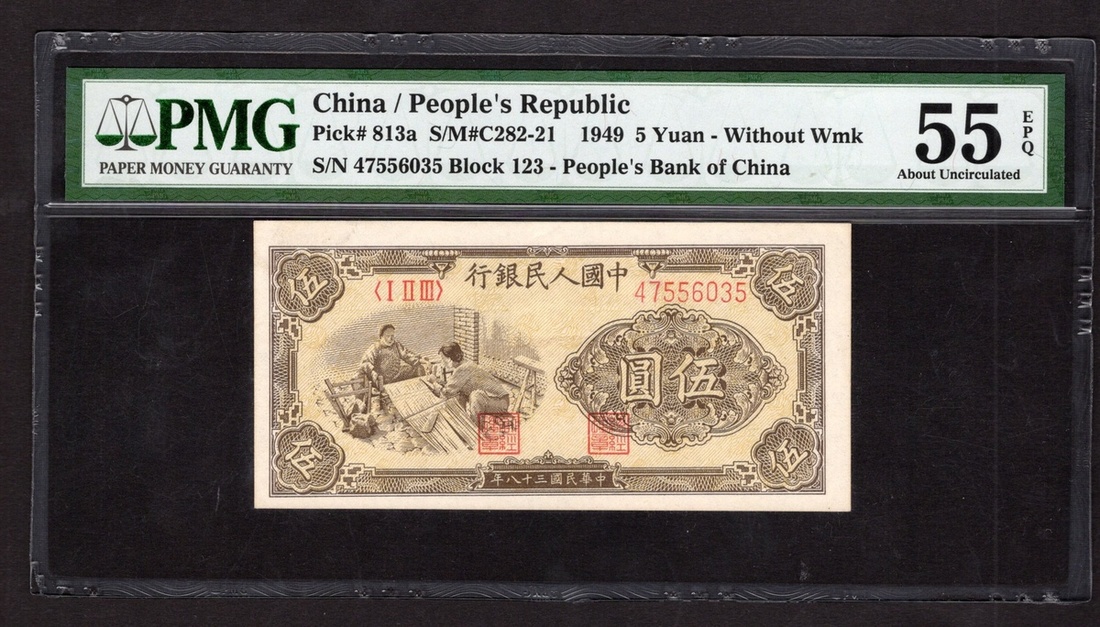 PMG
PAPER MONEY GUARANTY
China / People's Republic
Pick# 813a S/M#C282-21 1949 5 Yuan - Without Wmk
S/N 47556035 Block 123 - People's Bank of China
55
EPQ
About Uncirculated
行銀民人國中
伍
伍
〈Ⅰ Ⅱ Ⅲ〉
47556035
圓伍
伍
伍
年八十三國民華中